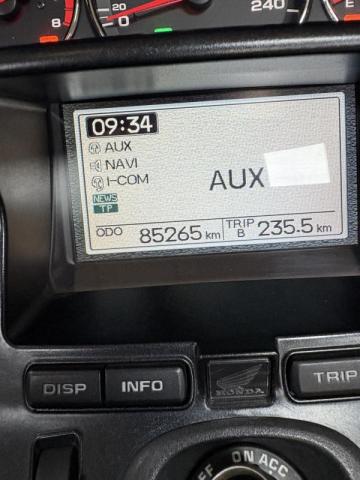 8
20
0
240
E
09:34
AUX
NAVI
I-COM
AUX
NEWS
TP
ODO 85265 km
TRIP B 235.5 km
DISP
INFO
HONDA
TRIP
ON ACC